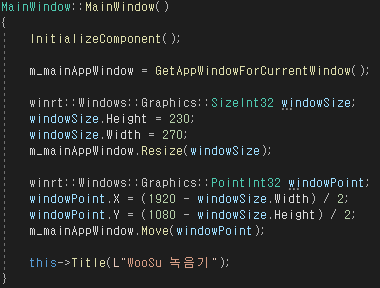 MainWindow::MainWindow()
{
InitializeComponent();
m_mainAppWindow = GetAppWindowForCurrentWindow();
winrt::Windows::Graphics::SizeInt32 windowSize;
windowSize.Height = 230;
windowSize.Width = 270;
m_mainAppWindow.Resize(windowSize);
winrt::Windows::Graphics::PointInt32 windowPoint;
windowPoint.X = (1920 - windowSize.Width) / 2;
windowPoint.Y = (1080 - windowSize.Height) / 2;
m_mainAppWindow.Move(windowPoint);
this->Title(L"WooSu 녹음기");
}